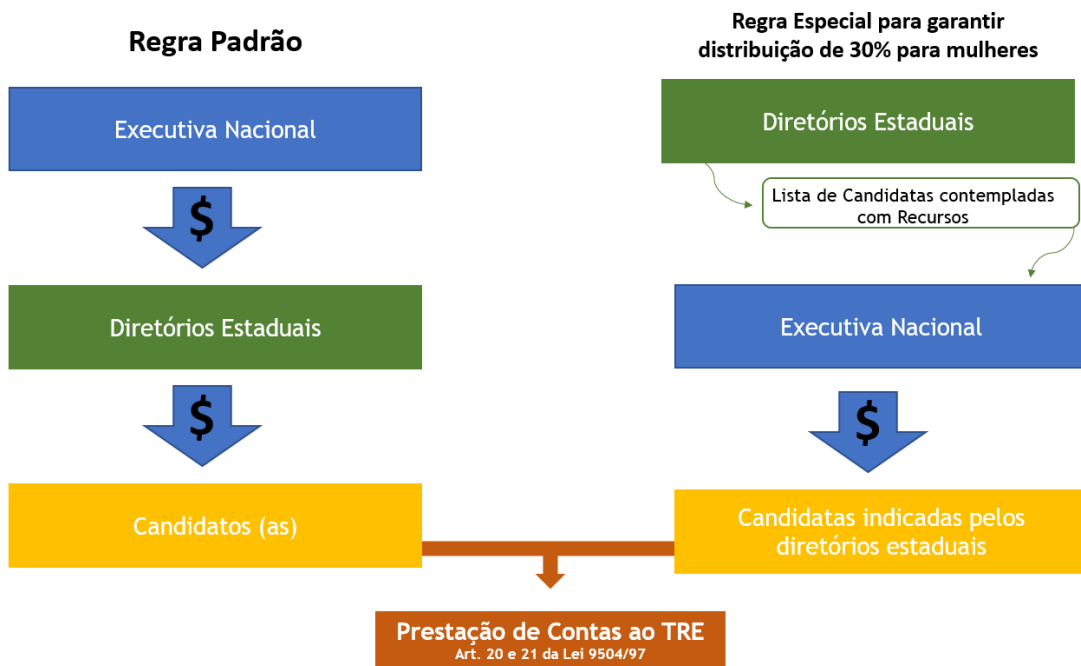 Regra Padrão
Executiva Nacional
$
Diretórios Estaduais
$
Candidatos (as)
Regra Especial para garantir
distribuição de 30% para mulheres
Diretórios Estaduais
Lista de Candidatas contempladas
com Recursos
Executiva Nacional
$
Candidatas indicadas pelos
diretórios estaduais
Prestação de Contas ao TRE
Art. 20 e 21 da Lei 9504/97